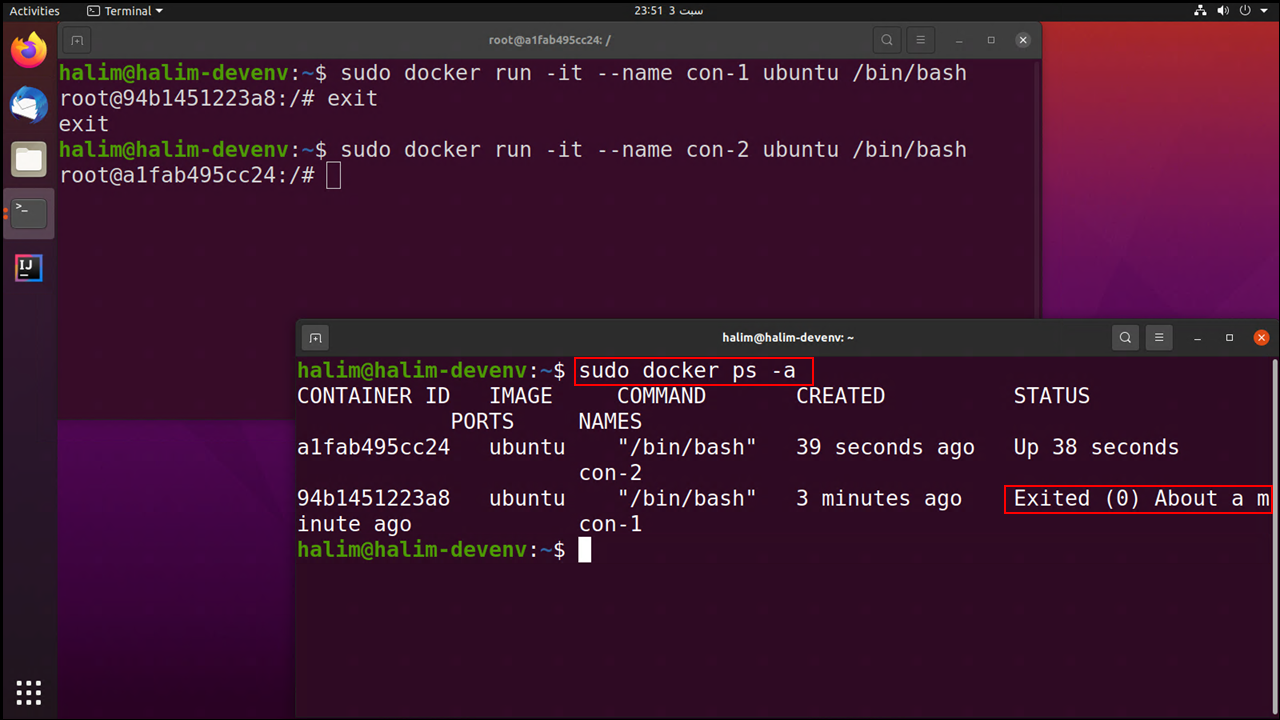 Activities Terminal 23:51 3 سبت
root@a1fab495cc24: /
halim@halim-devenv:~$ sudo docker run -it --name con-1 ubuntu /bin/bash
root@94b1451223a8:/# exit
exit
halim@halim-devenv:~$ sudo docker run -it --name con-2 ubuntu /bin/bash
root@a1fab495cc24:/#
>_
IJ
halim@halim-devenv: ~
halim@halim-devenv:~$ sudo docker ps -a
CONTAINER ID IMAGE COMMAND CREATED STATUS
PORTS NAMES
a1fab495cc24 ubuntu "/bin/bash" 39 seconds ago Up 38 seconds
con-2
94b1451223a8 ubuntu "/bin/bash" 3 minutes ago Exited (0) About a m
inute ago con-1
halim@halim-devenv:~$